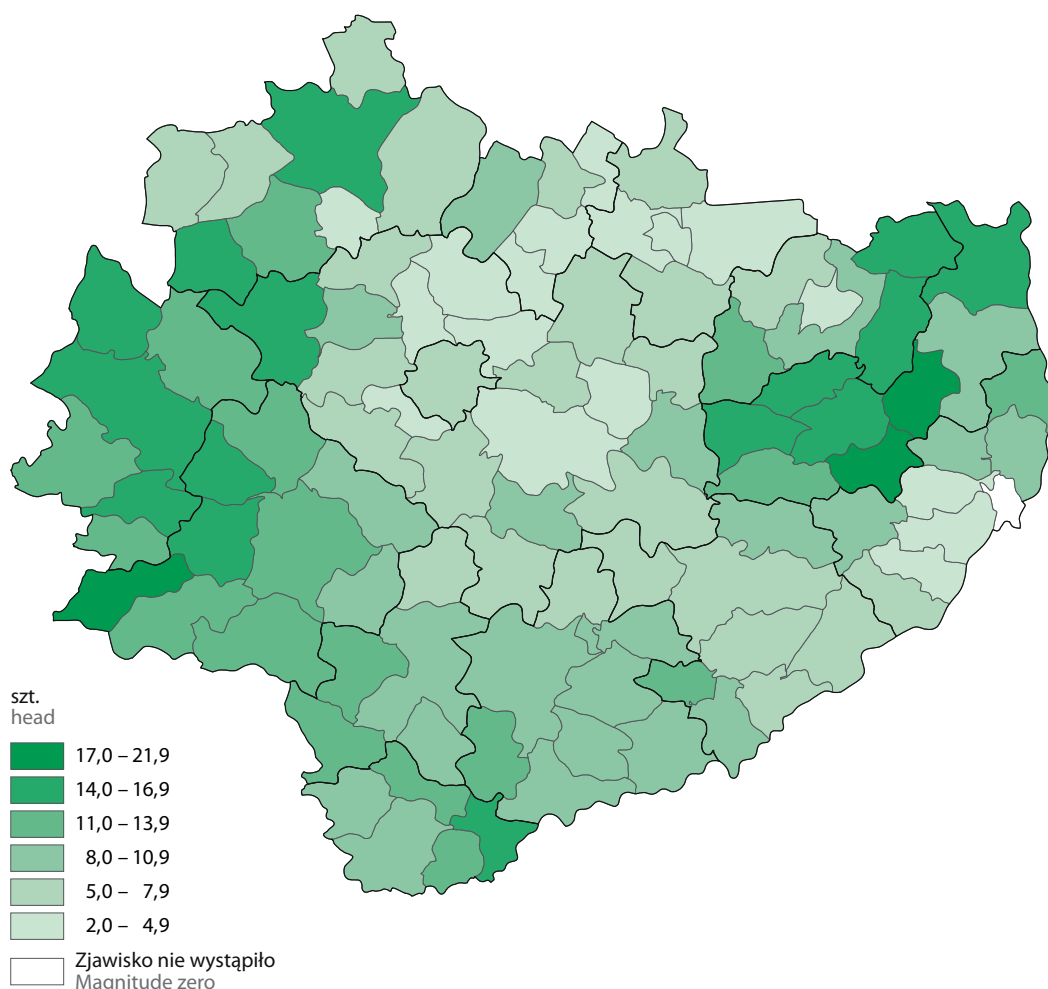 szt.
head
17,0 – 21,9
14,0 – 16,9
11,0 – 13,9
8,0 – 10,9
5,0 – 7,9
2,0 – 4,9
Zjawisko nie wystąpiło
Magnitude zero